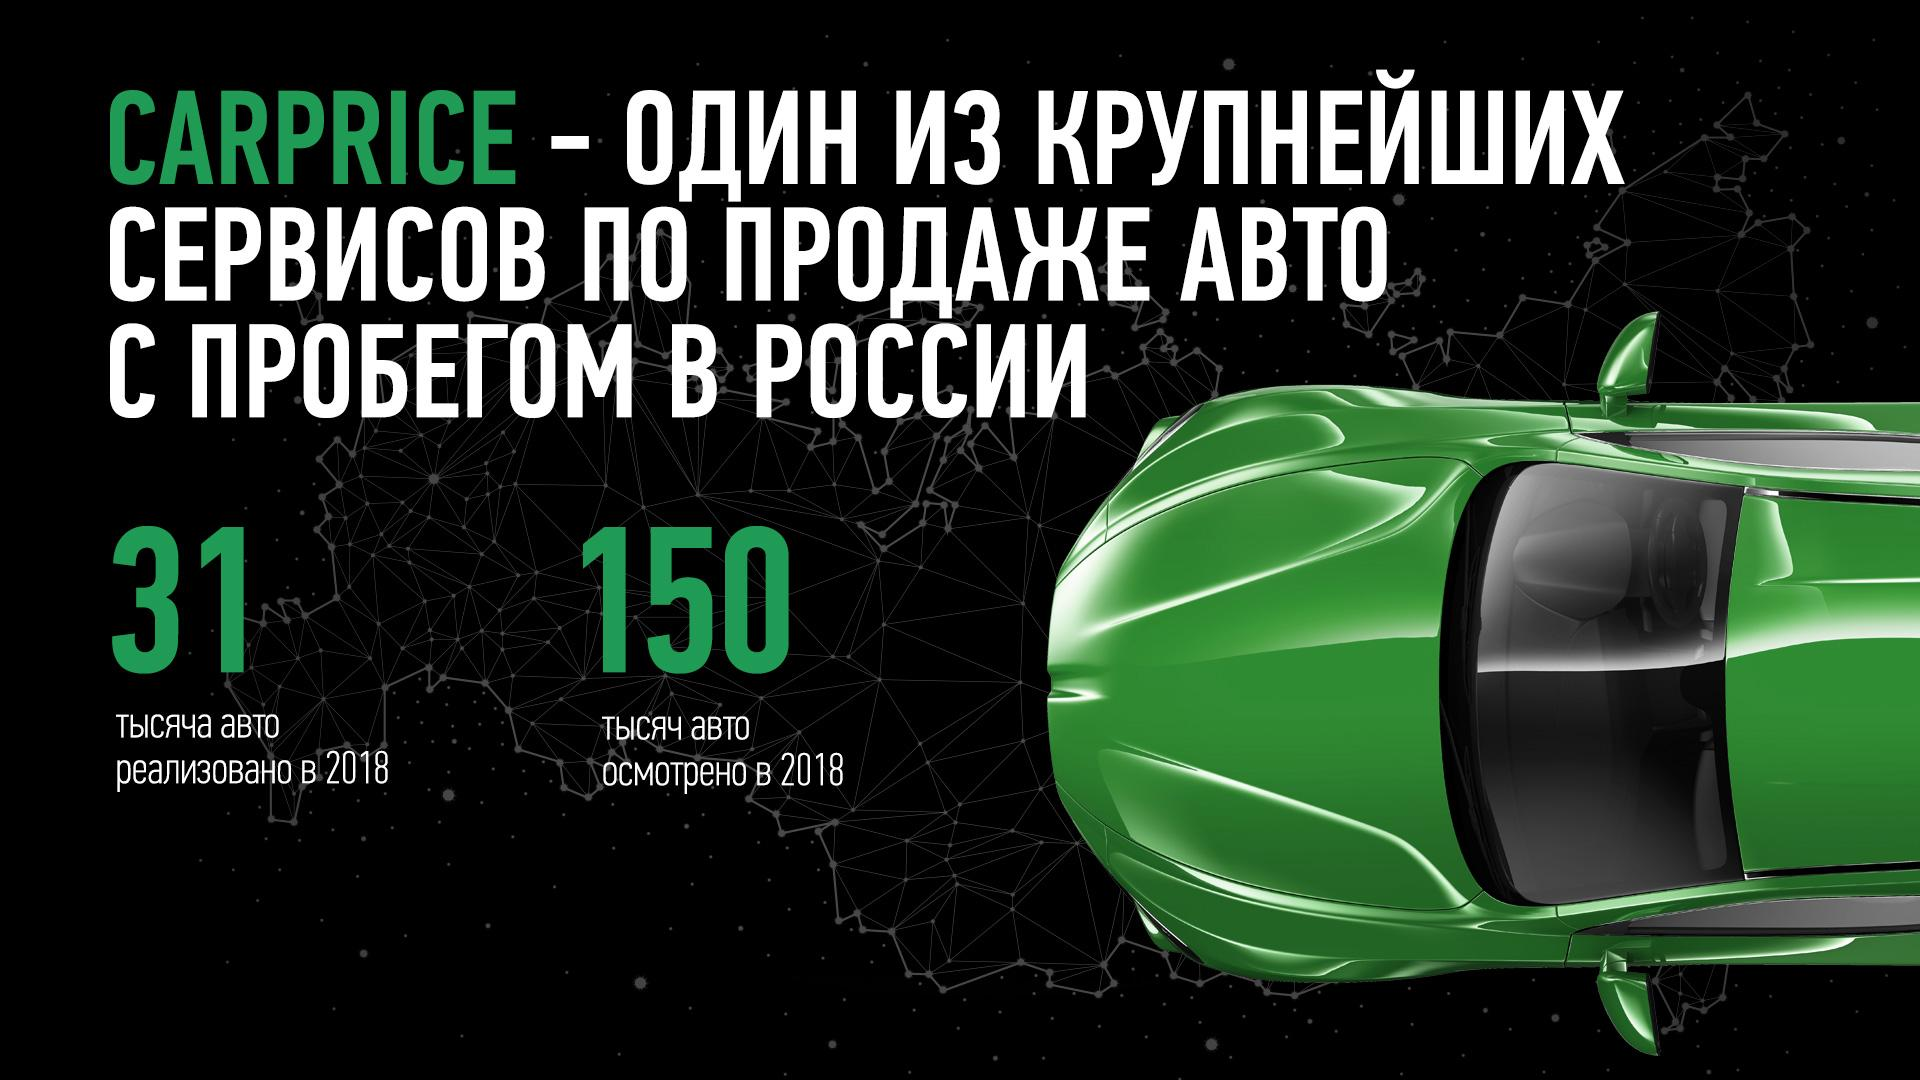 CARPRICE – ОДИН ИЗ КРУПНЕЙШИХ
СЕРВИСОВ ПО ПРОДАЖЕ АВТО
С ПРОБЕГОМ В РОССИИ
31
тысяча авто
реализовано в 2018
150
тысяч авто
осмотрено в 2018